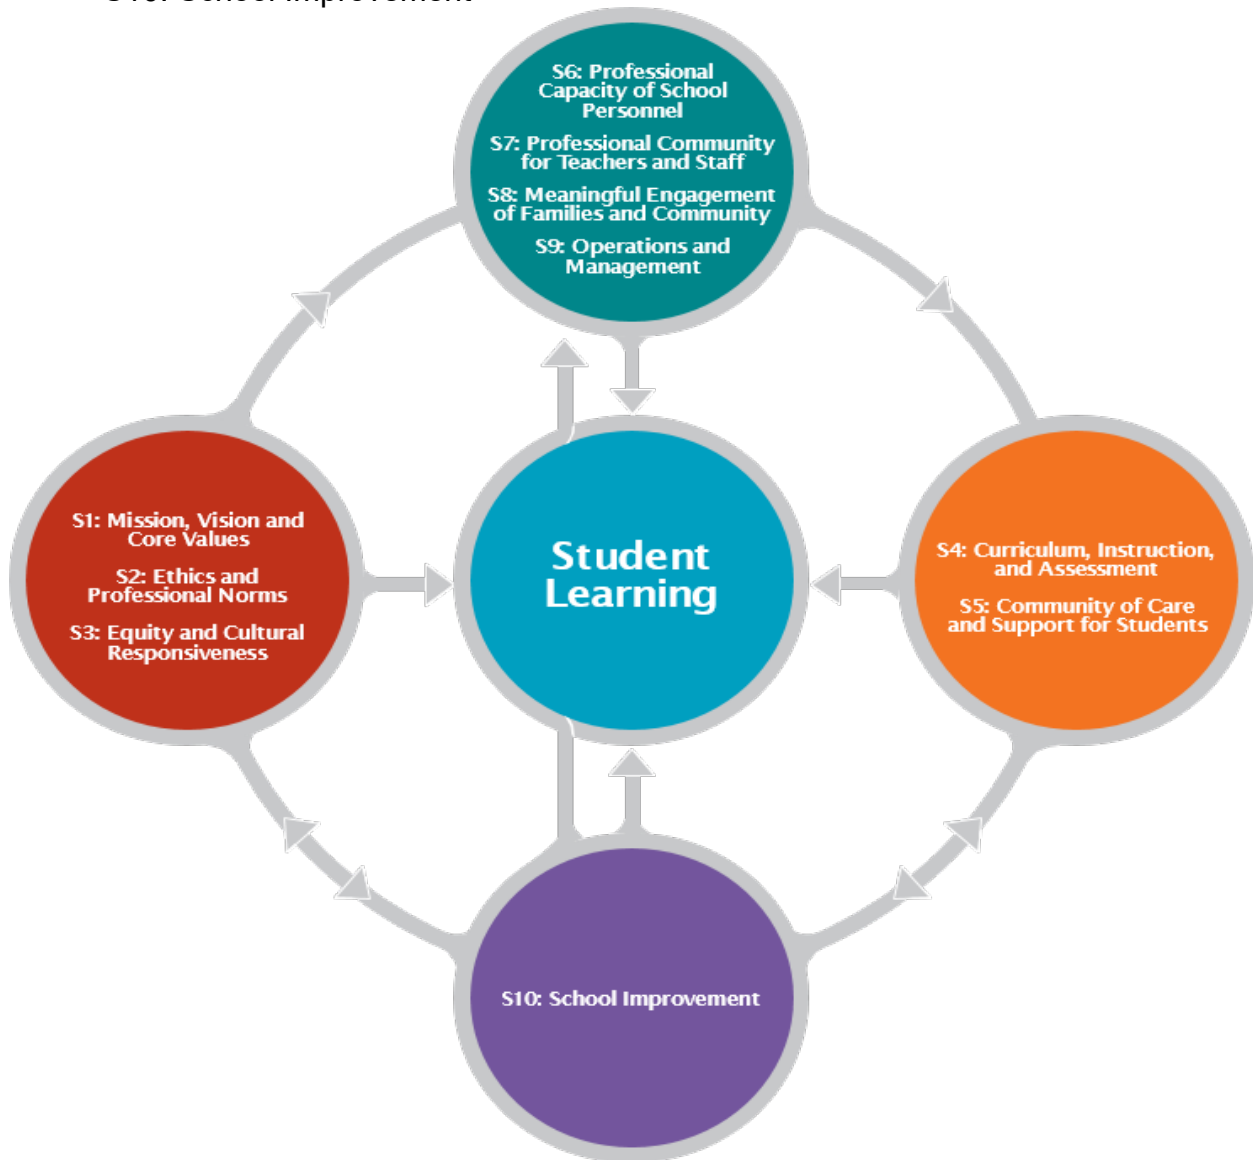 S10: School Improvement
S6: Professional
Capacity of School
Personnel
S7: Professional Community
for Teachers and Staff
S8: Meaningful Engagement
of Families and Community
S9: Operations and
Management
S1: Mission, Vision and
Core Values
S2: Ethics and
Professional Norms
S3: Equity and Cultural
Responsiveness
Student
Learning
S4: Curriculum, Instruction,
and Assessment
S5: Community of Care
and Support for Students
S10: School Improvement